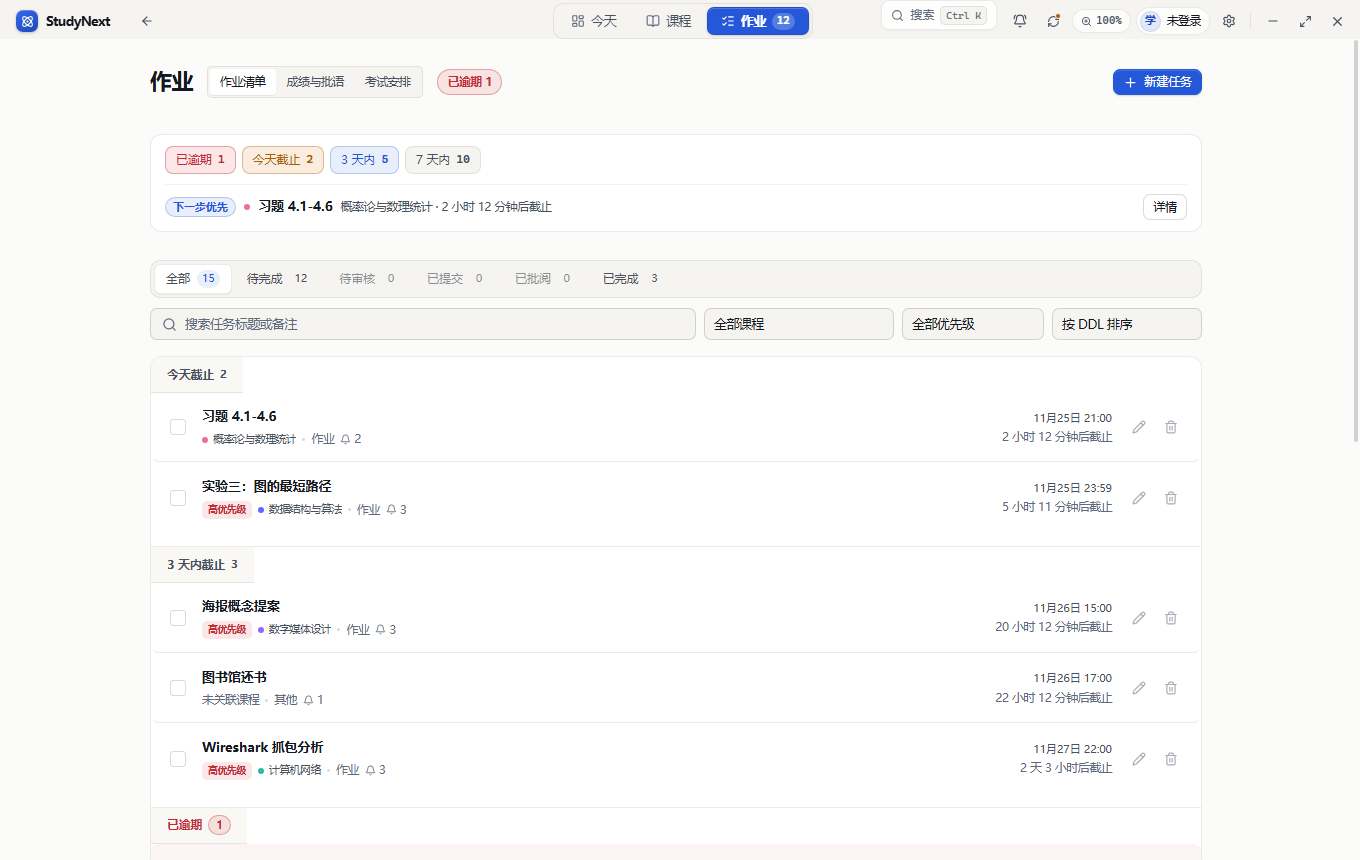 StudyNext 今天 课程 作业 12 搜索 Ctrl K 100% 学 未登录
作业 作业清单 成绩与批语 考试安排 已逾期 1 新建任务
已逾期 1 今天截止 2 3 天内 5 7 天内 10
下一步优先 习题 4.1-4.6 概率论与数理统计 · 2 小时 12 分钟后截止 详情
全部 15 待完成 12 待审核 0 已提交 0 已批阅 0 已完成 3
搜索任务标题或备注 全部课程 全部优先级 按 DDL 排序
今天截止 2
习题 4.1-4.6 11月25日 21:00
概率论与数理统计 · 作业 2 2 小时 12 分钟后截止
实验三：图的最短路径 11月25日 23:59
高优先级 数据结构与算法 · 作业 3 5 小时 11 分钟后截止
3 天内截止 3
海报概念提案 11月26日 15:00
高优先级 数字媒体设计 · 作业 3 20 小时 12 分钟后截止
图书馆还书 11月26日 17:00
未关联课程 · 其他 1 22 小时 12 分钟后截止
Wireshark 抓包分析 11月27日 22:00
高优先级 计算机网络 · 作业 3 2 天 3 小时后截止
已逾期 1